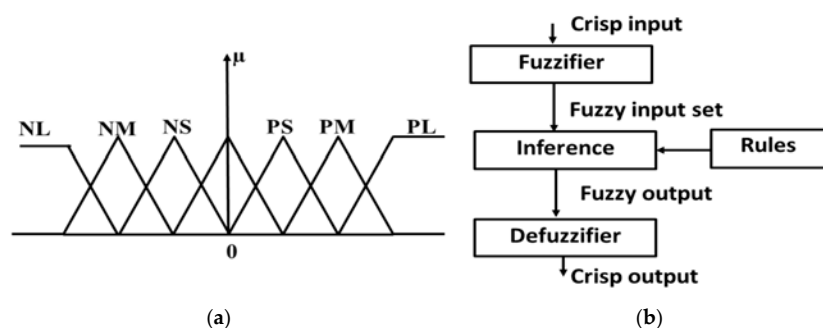 μ
NL NM NS PS PM PL
0
(a)
Crisp input
Fuzzifier
Fuzzy input set
Inference
Rules
Fuzzy output
Defuzzifier
Crisp output
(b)